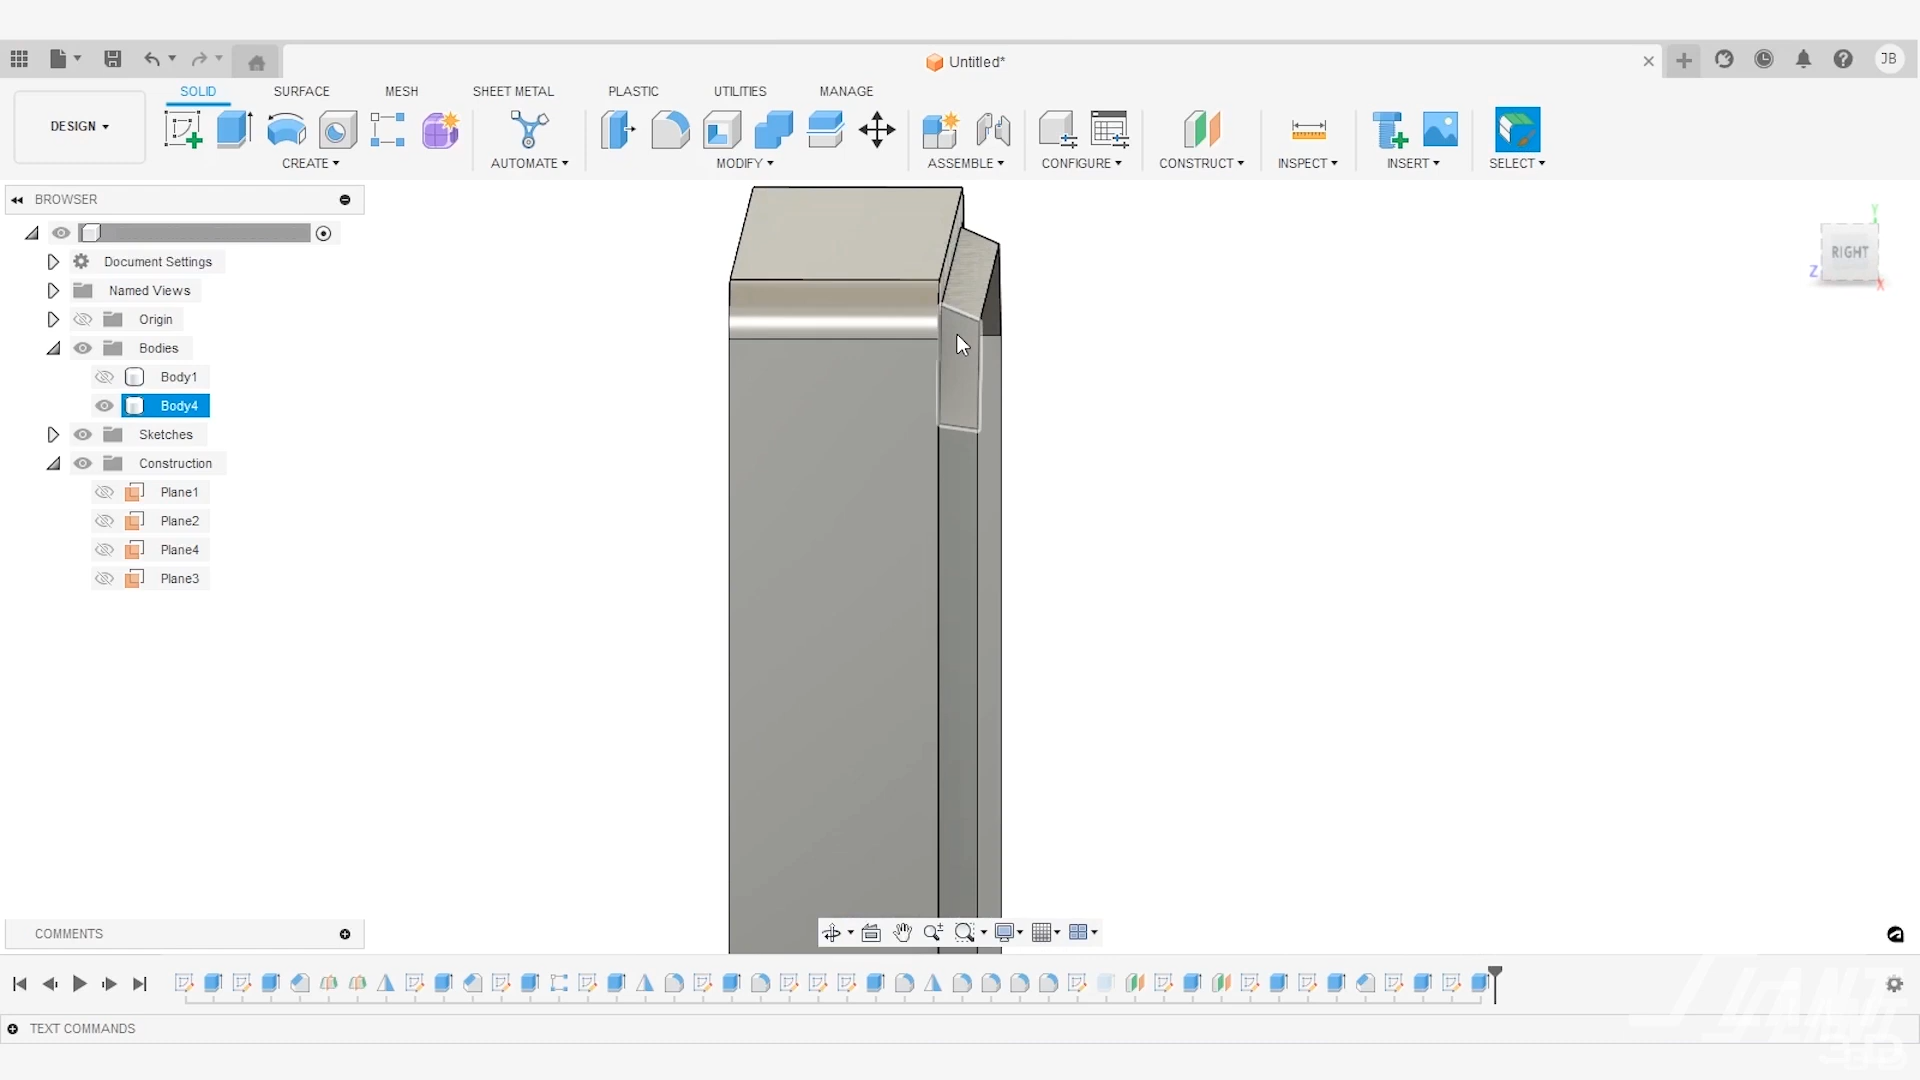 Untitled*
JB
DESIGN
SOLID
SURFACE
MESH
SHEET METAL
PLASTIC
UTILITIES
MANAGE
CREATE
AUTOMATE
MODIFY
ASSEMBLE
CONFIGURE
CONSTRUCT
INSPECT
INSERT
SELECT
BROWSER
Document Settings
Named Views
Origin
Bodies
Body1
Body4
Sketches
Construction
Plane1
Plane2
Plane4
Plane3
Y
RIGHT
Z
X
COMMENTS
TEXT COMMANDS